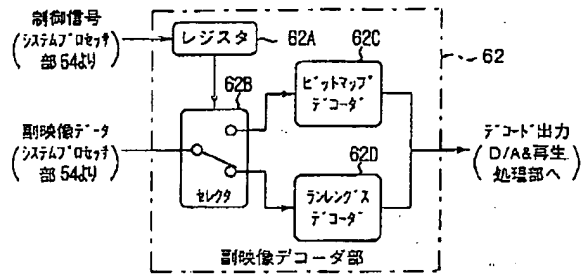 制御信号
(システムプロセッサ
部54より)
レジスタ
62A
62C
62
62B
ビットマップ
デコーダ
副映像データ
(システムプロセッサ
部54より)
セレクタ
62D
ランレングス
デコーダ
デコード出力
(D/A&再生
処理部へ)
副映像デコーダ部